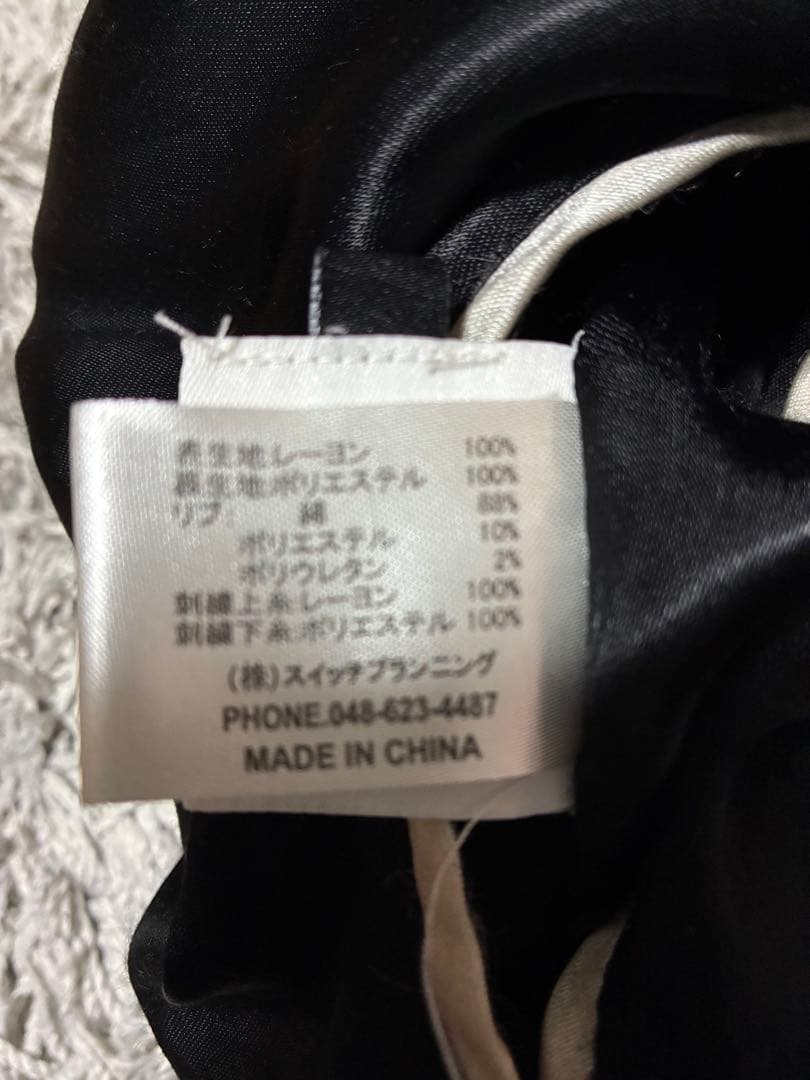 表生地:レーヨン 100%
裏生地:ポリエステル 100%
リブ: 綿 88%
ポリエステル 10%
ポリウレタン 2%
刺繍上糸:レーヨン 100%
刺繍下糸:ポリエステル 100%
(株)スイッチプランニング
PHONE.048-623-4487
MADE IN CHINA